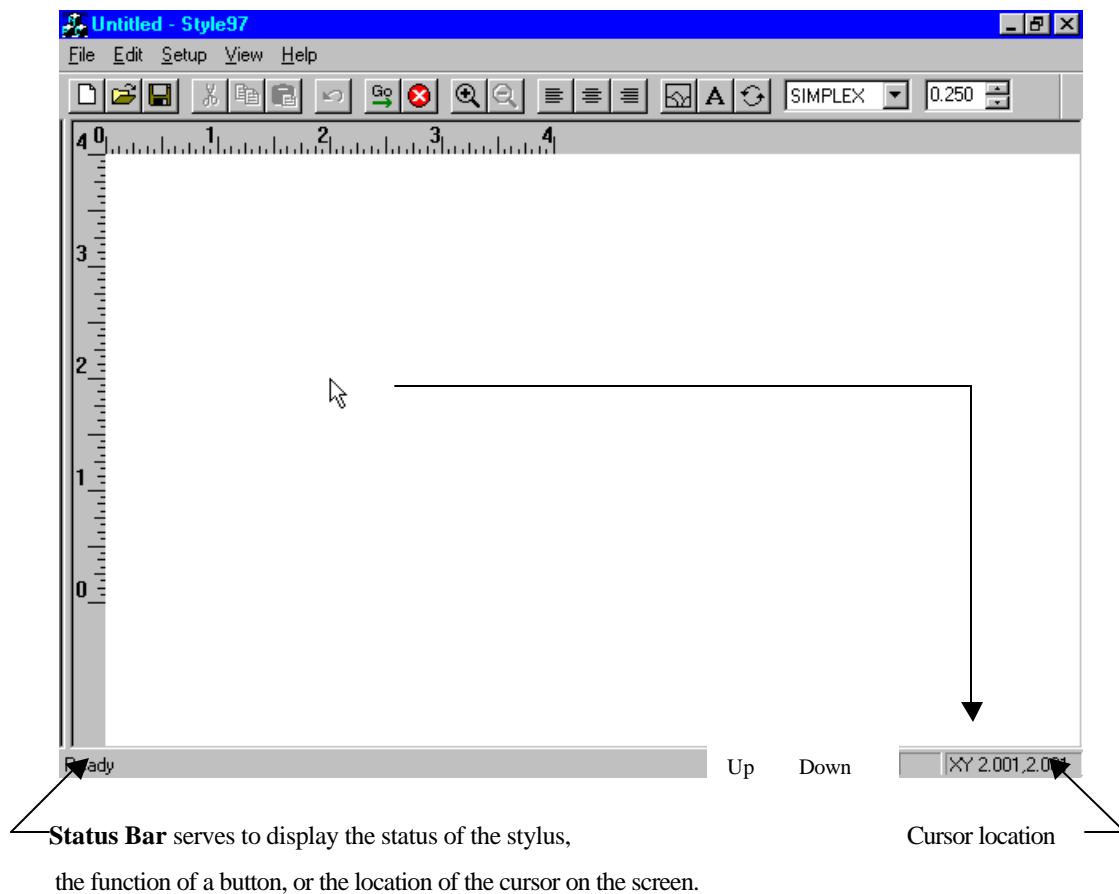 Untitled - Style97
File Edit Setup View Help
Go A SIMPLEX 0.250
4 0 1 2 3 4
3
2
1
0
Ready Up Down XY 2.001,2.001
Status Bar serves to display the status of the stylus, Cursor location
the function of a button, or the location of the cursor on the screen.